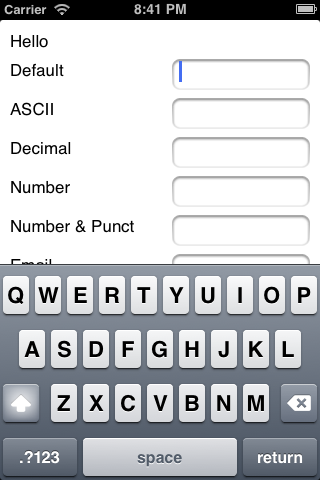 Carrier 8:41 PM
Hello
Default
ASCII
Decimal
Number
Number & Punct
Email
Q W E R T Y U I O P
A S D F G H J K L
Z X C V B N M
.?123 space return